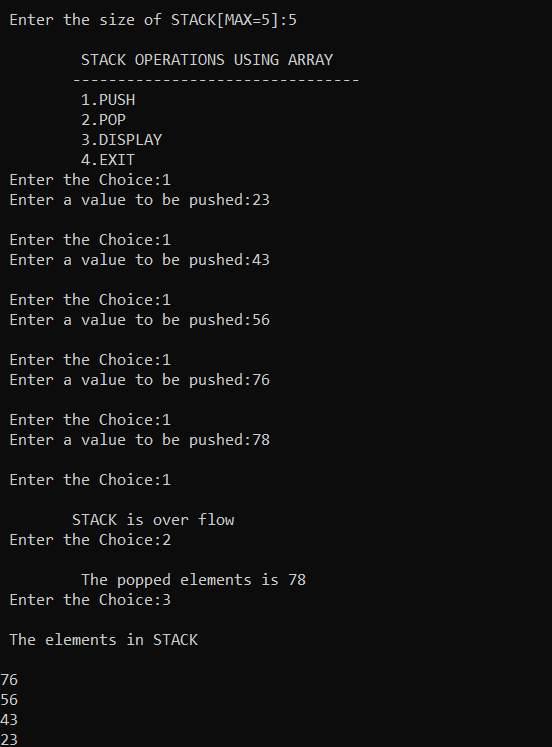 Enter the size of STACK[MAX=5]:5
STACK OPERATIONS USING ARRAY
--------------------------------
1.PUSH
2.POP
3.DISPLAY
4.EXIT
Enter the Choice:1
Enter a value to be pushed:23
Enter the Choice:1
Enter a value to be pushed:43
Enter the Choice:1
Enter a value to be pushed:56
Enter the Choice:1
Enter a value to be pushed:76
Enter the Choice:1
Enter a value to be pushed:78
Enter the Choice:1
STACK is over flow
Enter the Choice:2
The popped elements is 78
Enter the Choice:3
The elements in STACK
76
56
43
23